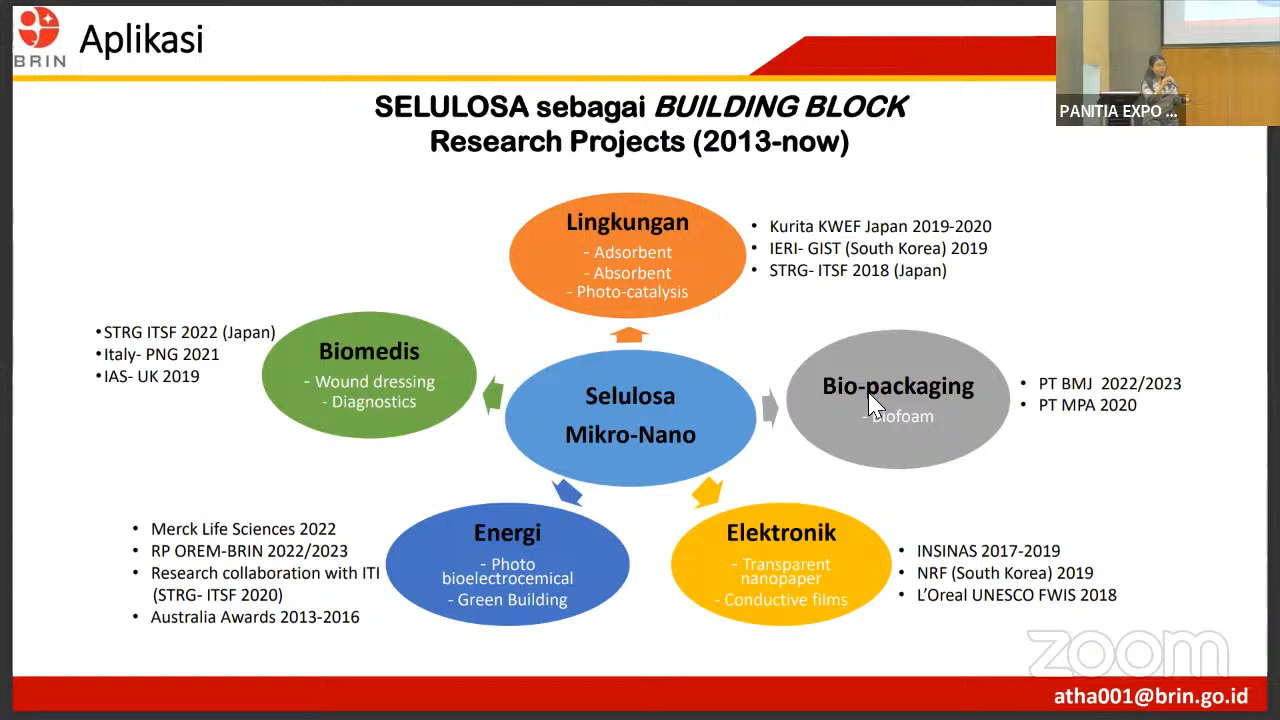 BRIN
Aplikasi
PANITIA EXPO ...
SELULOSA sebagai BUILDING BLOCK
Research Projects (2013-now)
Lingkungan
- Adsorbent
- Absorbent
- Photo-catalysis
• Kurita KWEF Japan 2019-2020
• IERI- GIST (South Korea) 2019
• STRG- ITSF 2018 (Japan)
•STRG ITSF 2022 (Japan)
•Italy- PNG 2021
•IAS- UK 2019
Biomedis
- Wound dressing
- Diagnostics
Selulosa
Mikro-Nano
Bio-packaging
- Biofoam
• PT BMJ 2022/2023
• PT MPA 2020
• Merck Life Sciences 2022
• RP OREM-BRIN 2022/2023
• Research collaboration with ITI
(STRG- ITSF 2020)
• Australia Awards 2013-2016
Energi
- Photo
bioelectrocemical
- Green Building
Elektronik
- Transparent
nanopaper
- Conductive films
• INSINAS 2017-2019
• NRF (South Korea) 2019
• L’Oreal UNESCO FWIS 2018
zoom
atha001@brin.go.id